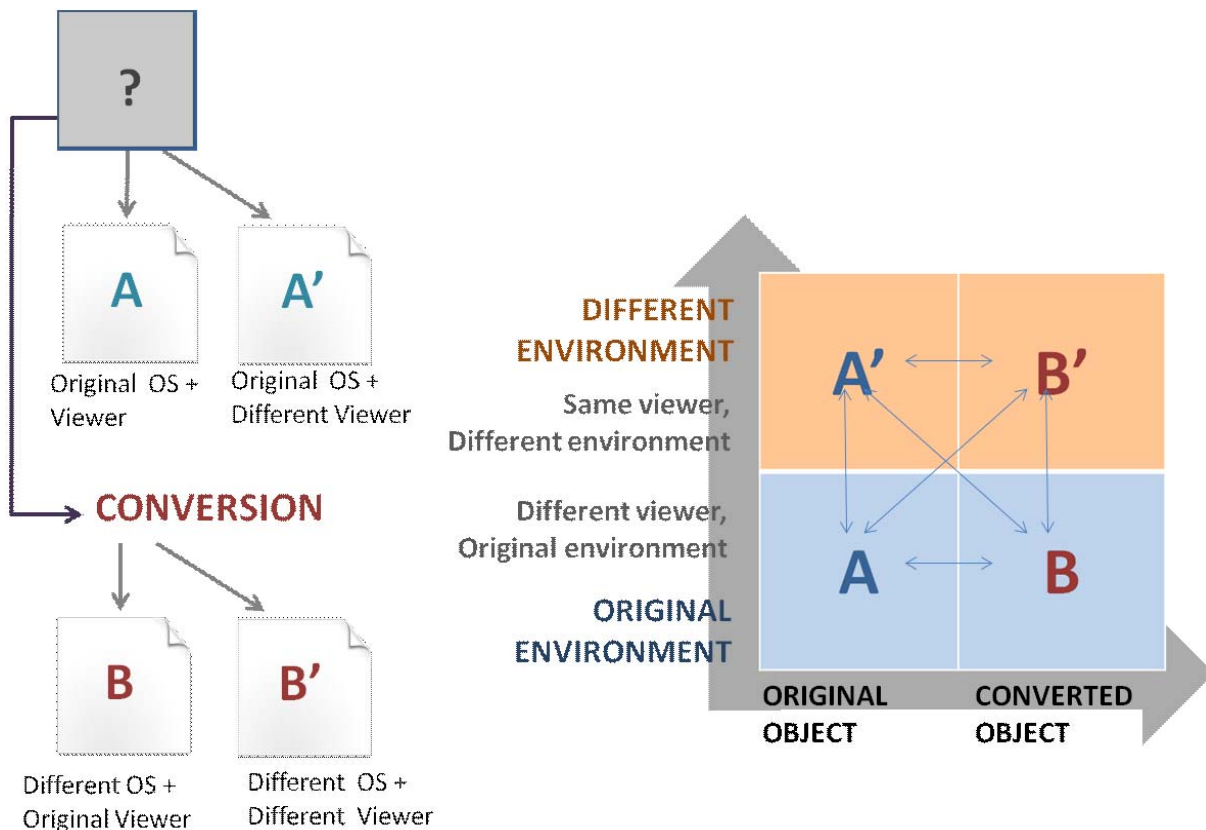 ?
A
A’
Original OS +
Viewer
Original OS +
Different Viewer
CONVERSION
B
B’
Different OS +
Original Viewer
Different OS +
Different Viewer
DIFFERENT
ENVIRONMENT
Same viewer,
Different environment
Different viewer,
Original environment
ORIGINAL
ENVIRONMENT
A’
B’
A
B
ORIGINAL
OBJECT
CONVERTED
OBJECT